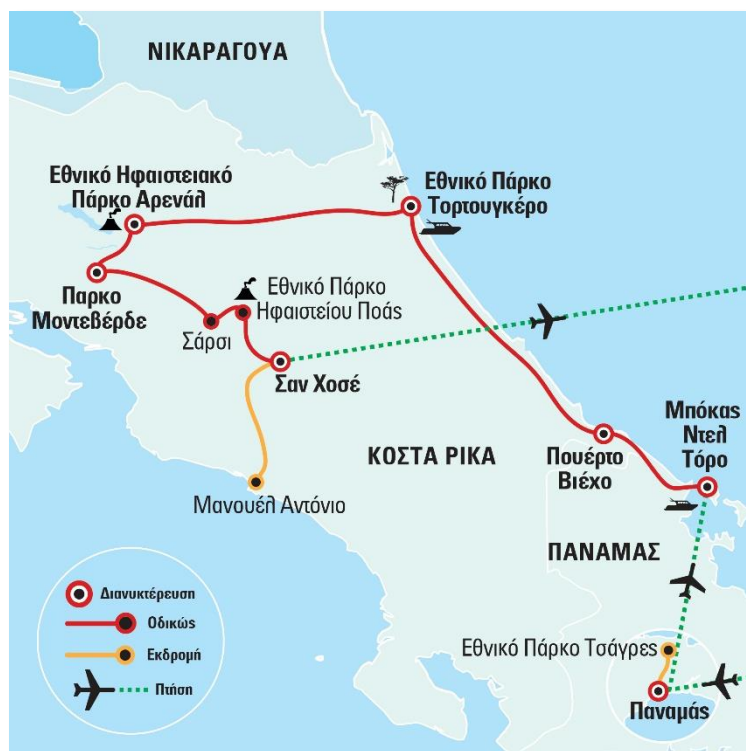 ΝΙΚΑΡΑΓΟΥΑ
Εθνικό Ηφαιστειακό
Πάρκο Αρενάλ
Εθνικό Πάρκο
Τορτουγκέρο
Παρκο
Μοντεβέρδε
Εθνικό Πάρκο
Ηφαιστείου Ποάς
Σάρσι
Σαν Χοσέ
Μανουέλ Αντόνιο
ΚΟΣΤΑ ΡΙΚΑ
Πουέρτο
Βιέχο
Μπόκας
Ντελ
Τόρο
ΠΑΝΑΜΑΣ
Εθνικό Πάρκο Τσάγρες
Παναμάς
Διανυκτέρευση
Οδικώς
Εκδρομή
Πτήση